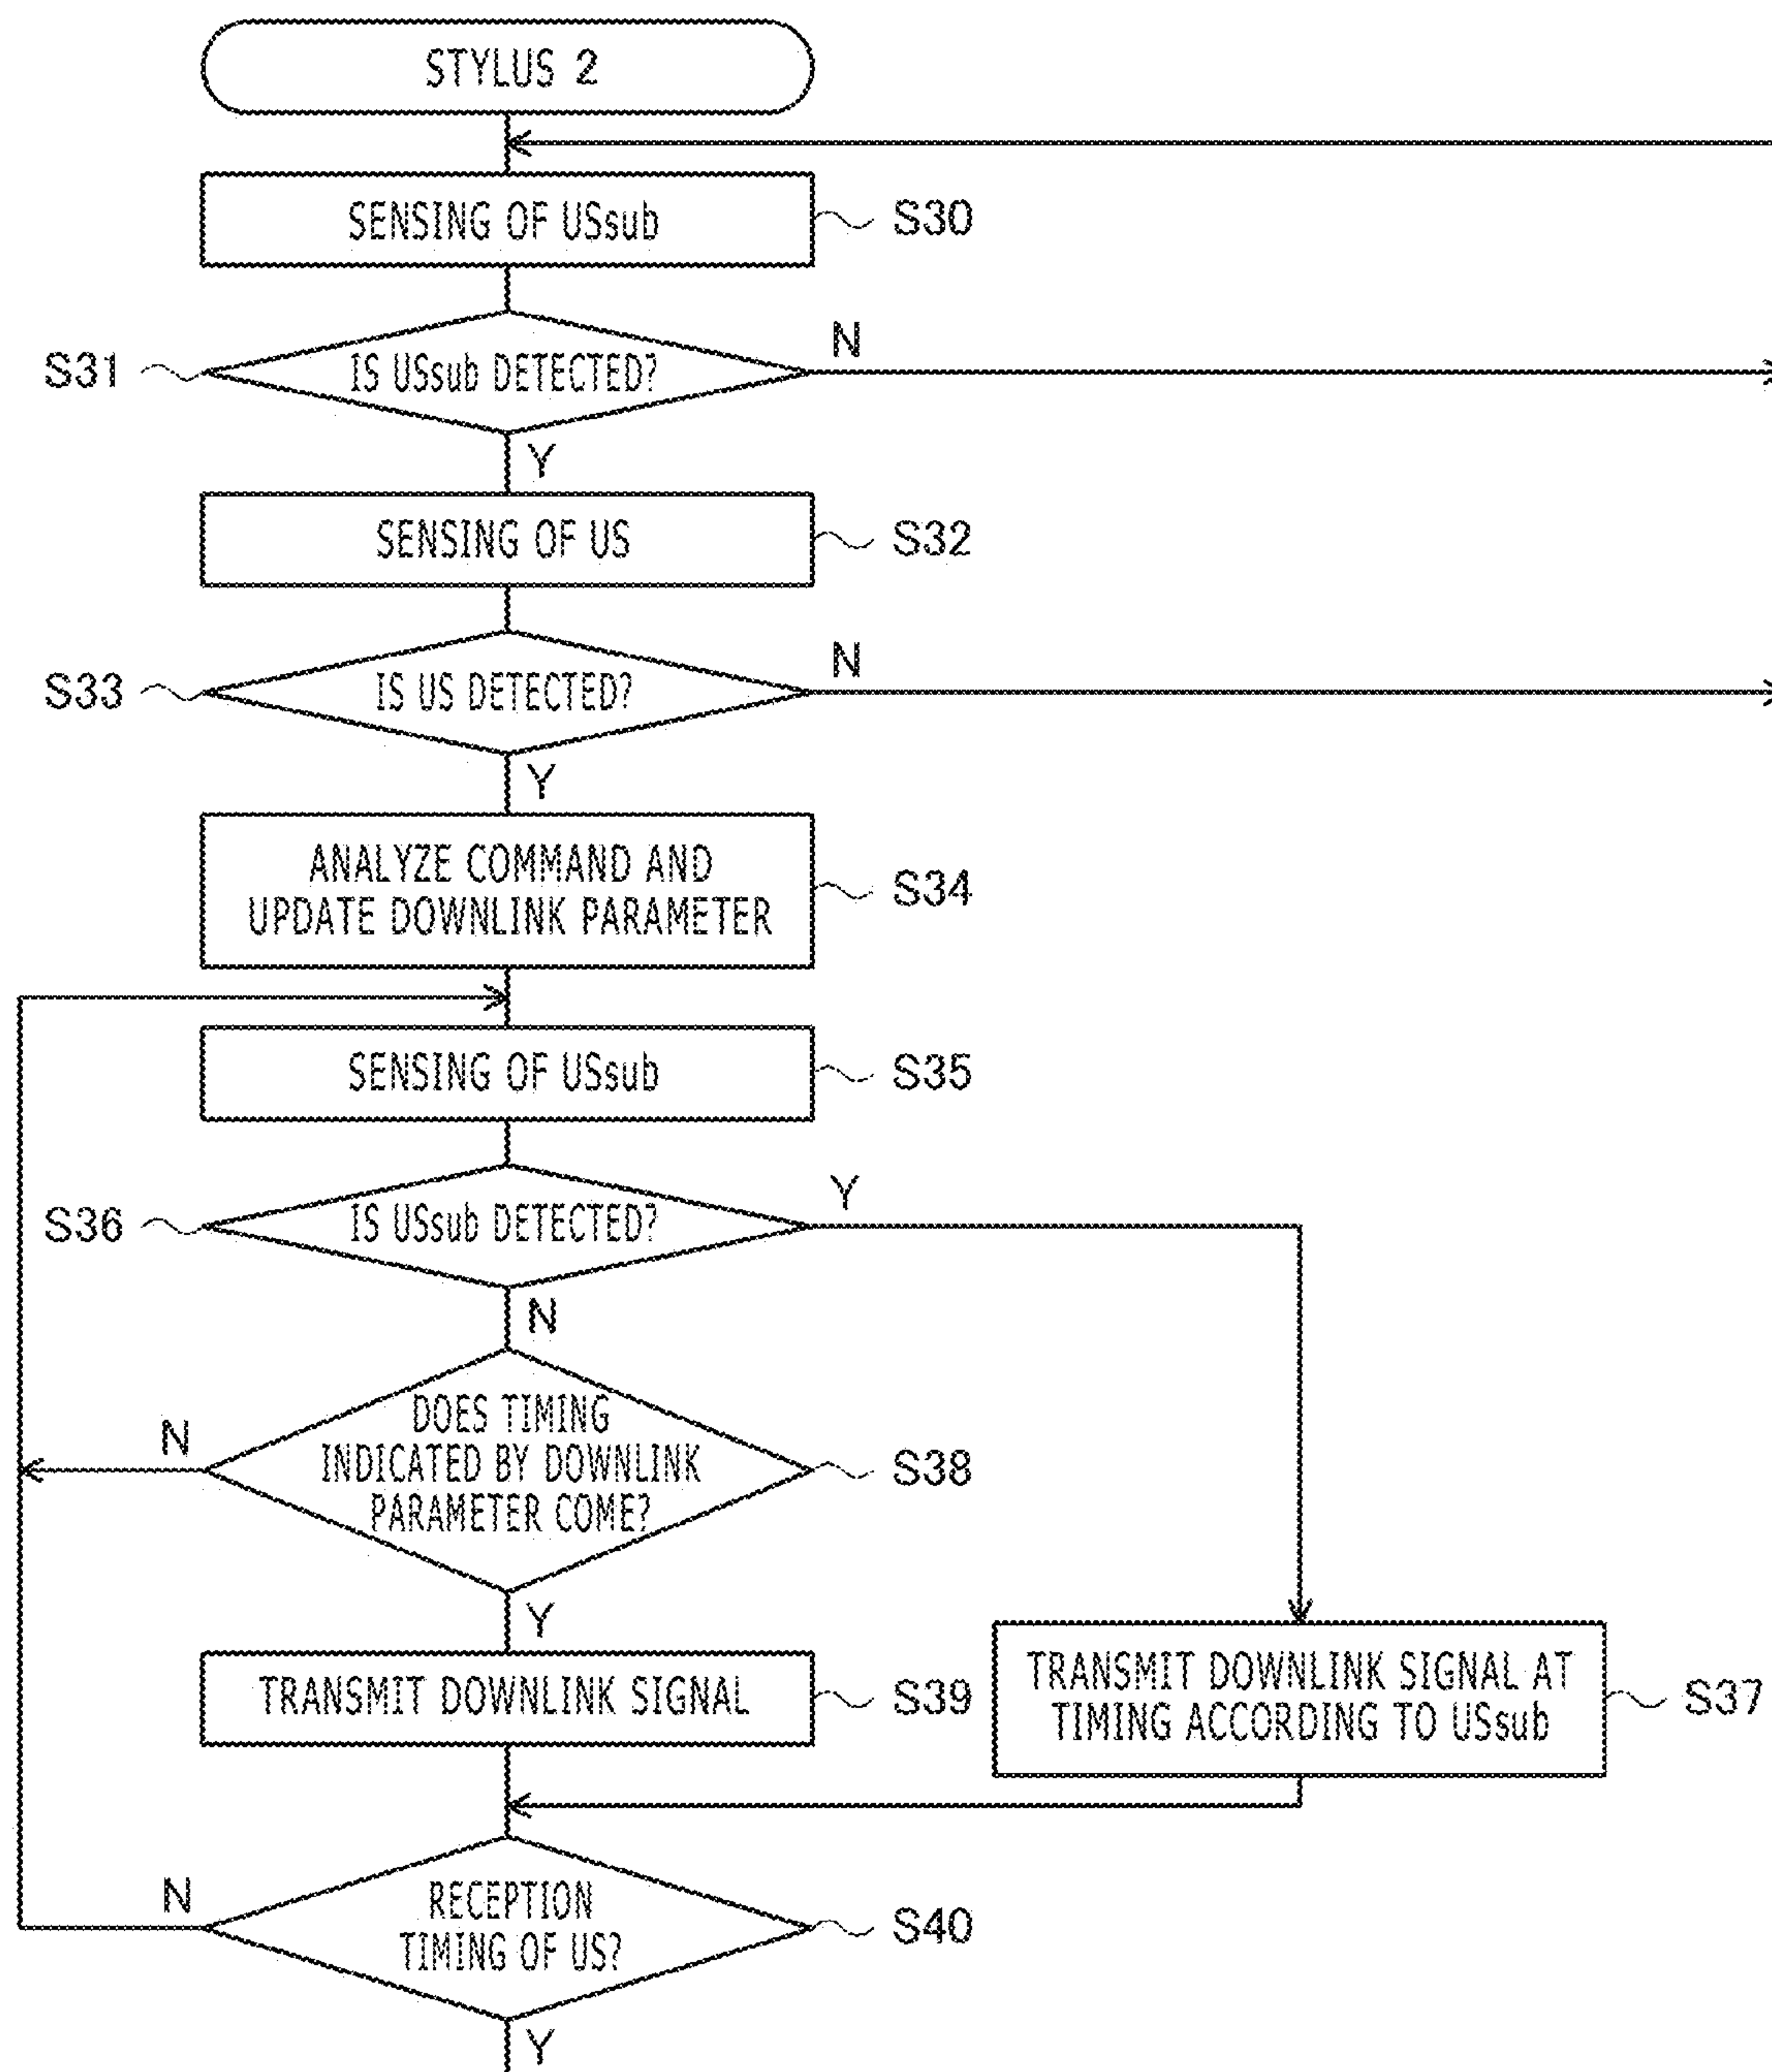 STYLUS 2
SENSING OF USsub
S30
S31
IS USsub DETECTED?
N
Y
SENSING OF US
S32
S33
IS US DETECTED?
N
Y
ANALYZE COMMAND AND
UPDATE DOWNLINK PARAMETER
S34
SENSING OF USsub
S35
S36
IS USsub DETECTED?
Y
N
DOES TIMING
INDICATED BY DOWNLINK
PARAMETER COME?
N
S38
Y
TRANSMIT DOWNLINK SIGNAL
S39
TRANSMIT DOWNLINK SIGNAL AT
TIMING ACCORDING TO USsub
S37
N
RECEPTION
TIMING OF US?
S40
Y